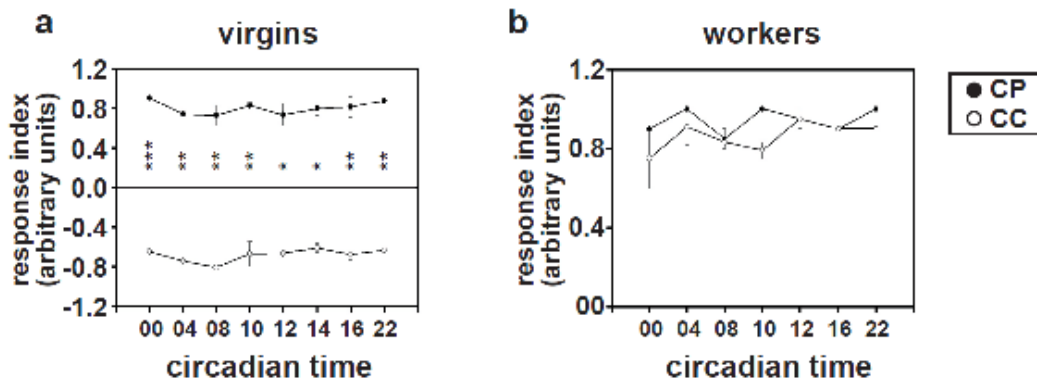 a
virgins
response index
(arbitrary units)
1.2
0.8
0.4
0.0
-0.4
-0.8
-1.2
*** ** ** ** * * ** **
00 04 08 10 12 14 16 22
circadian time
b
workers
response index
(arbitrary units)
1.2
0.8
0.4
00
00 04 08 10 12 16 22
circadian time
CP
CC